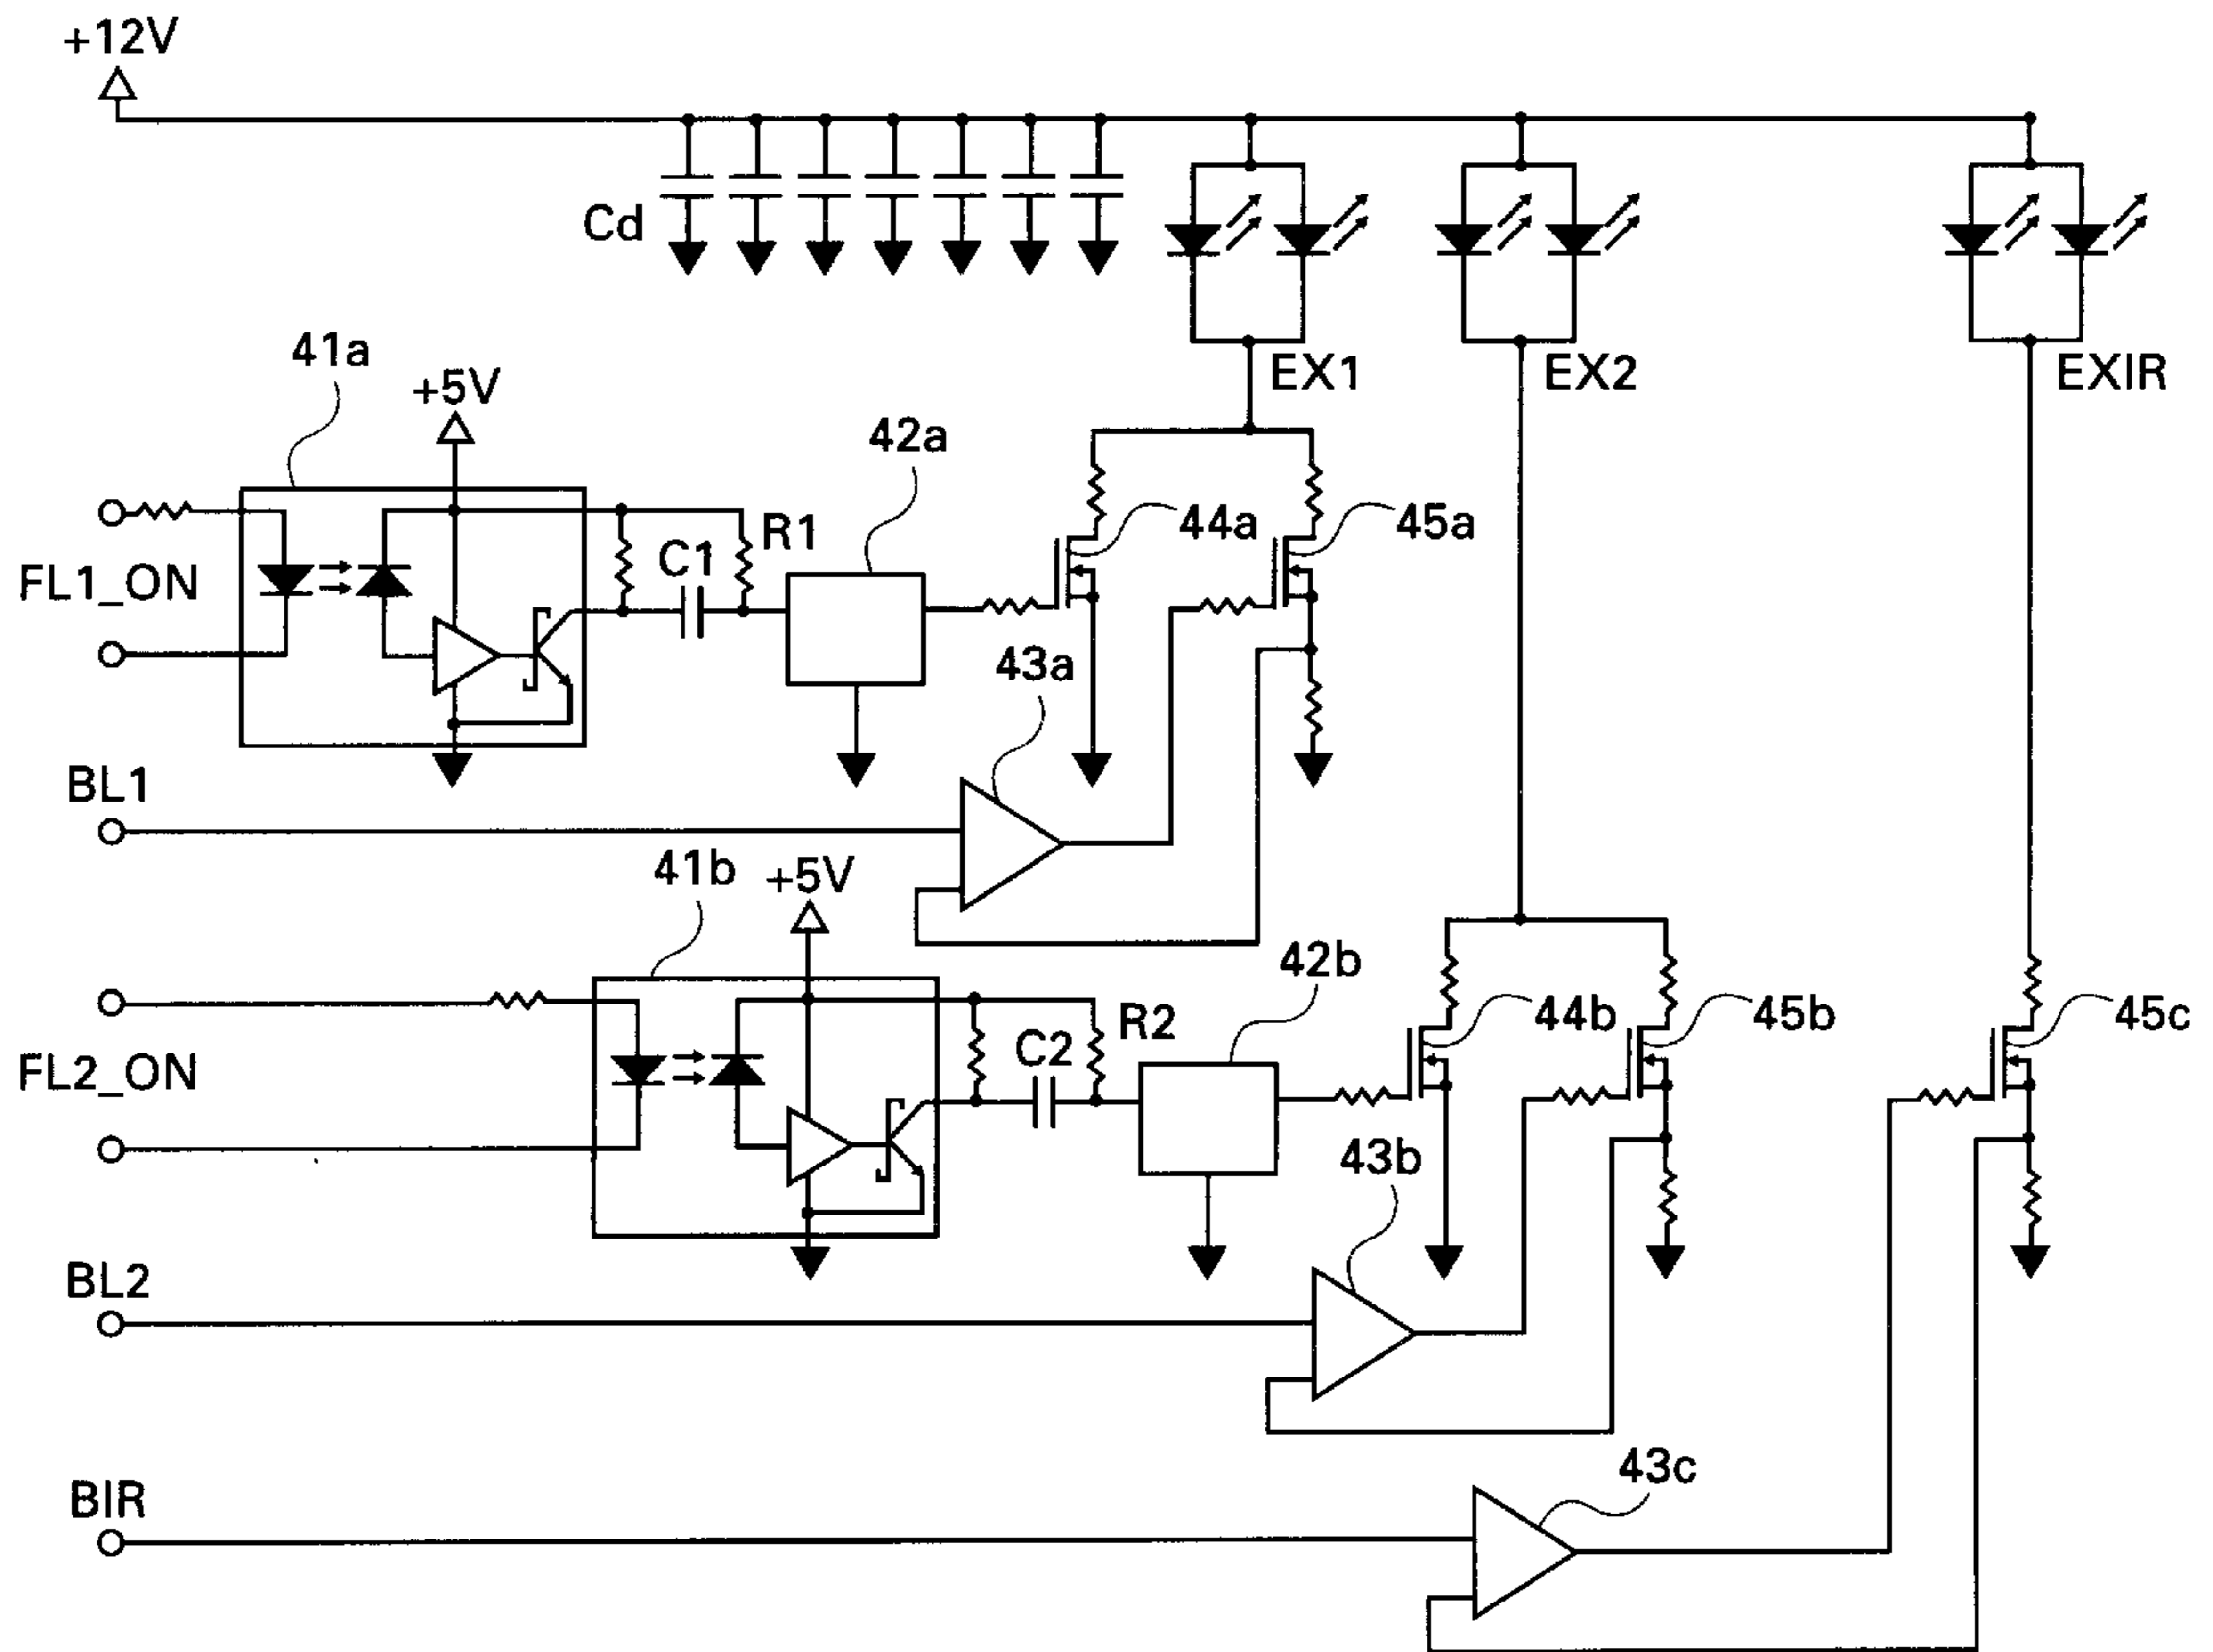 +12V
Cd
41a
+5V
EX1
EX2
EXIR
42a
FL1_ON
C1
R1
44a
45a
43a
BL1
41b
+5V
42b
FL2_ON
C2
R2
44b
45b
45c
43b
BL2
43c
BIR